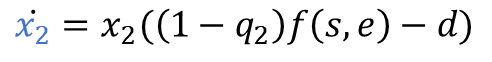 ẋ₂ = x₂((1 − q₂)f(s, e) − d)